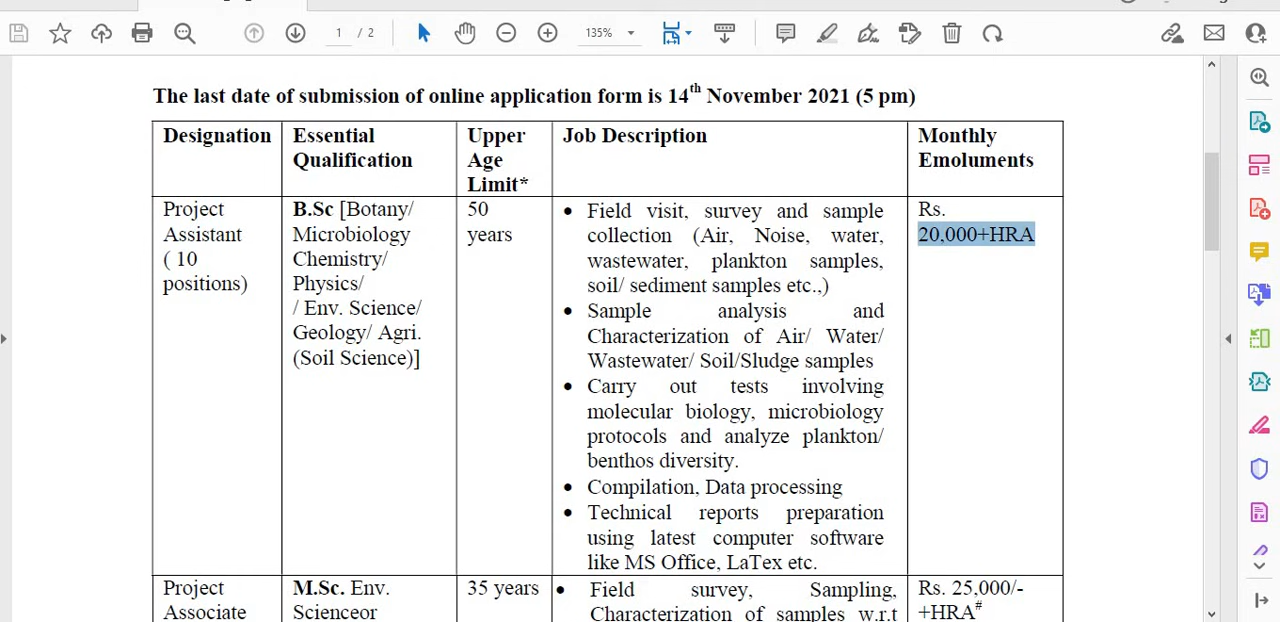 1 / 2
135%
The last date of submission of online application form is 14th November 2021 (5 pm)
Designation
Essential
Qualification
Upper
Age
Limit*
Job Description
Monthly
Emoluments
Project
Assistant
( 10
positions)
B.Sc [Botany/
Microbiology
Chemistry/
Physics/
/ Env. Science/
Geology/ Agri.
(Soil Science)]
50
years
• Field visit, survey and sample
collection (Air, Noise, water,
wastewater, plankton samples,
soil/ sediment samples etc.,)
• Sample analysis and
Characterization of Air/ Water/
Wastewater/ Soil/Sludge samples
• Carry out tests involving
molecular biology, microbiology
protocols and analyze plankton/
benthos diversity.
• Compilation, Data processing
• Technical reports preparation
using latest computer software
like MS Office, LaTex etc.
Rs.
20,000+HRA
Project
Associate
M.Sc. Env.
Scienceor
35 years
• Field survey, Sampling,
Characterization of samples w.r.t
Rs. 25,000/-
+HRA#